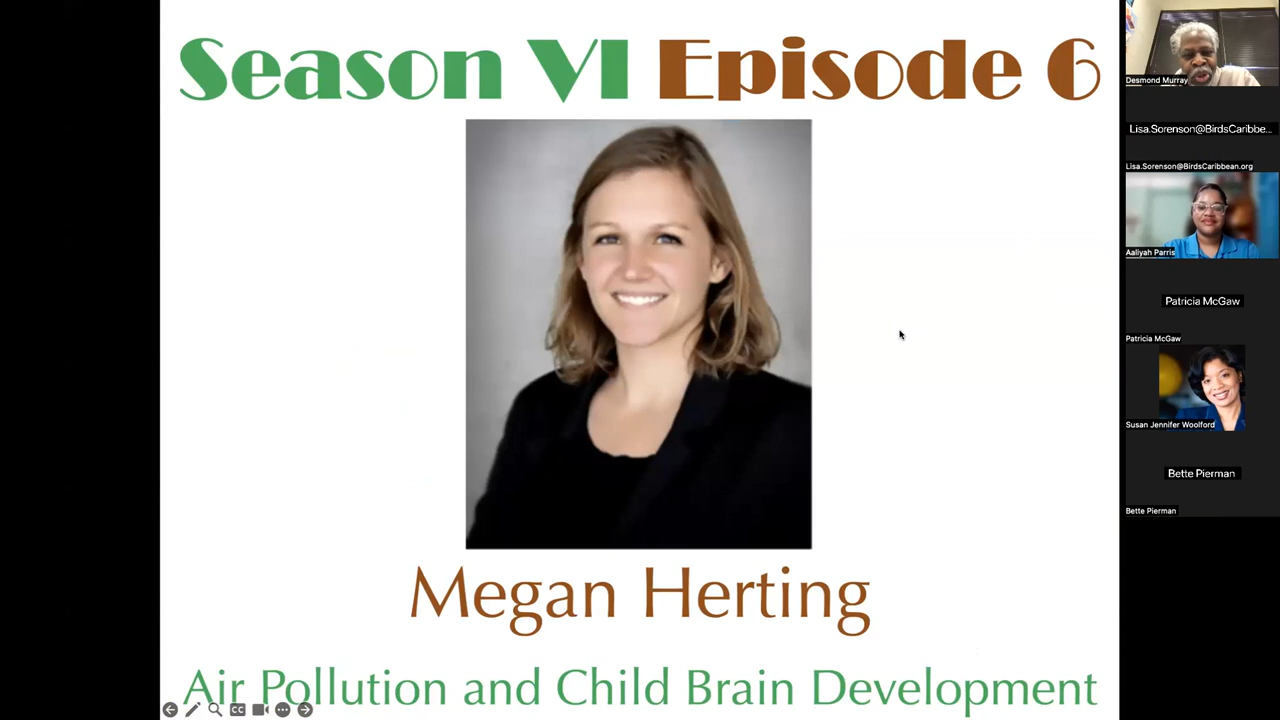 Season VI Episode 6
Megan Herting
Air Pollution and Child Brain Development
CC
Desmond Murray
Lisa.Sorenson@BirdsCaribbe...
Lisa.Sorenson@BirdsCaribbean.org
Aaliyah Parris
Patricia McGaw
Patricia McGaw
Susan Jennifer Woolford
Bette Pierman
Bette Pierman